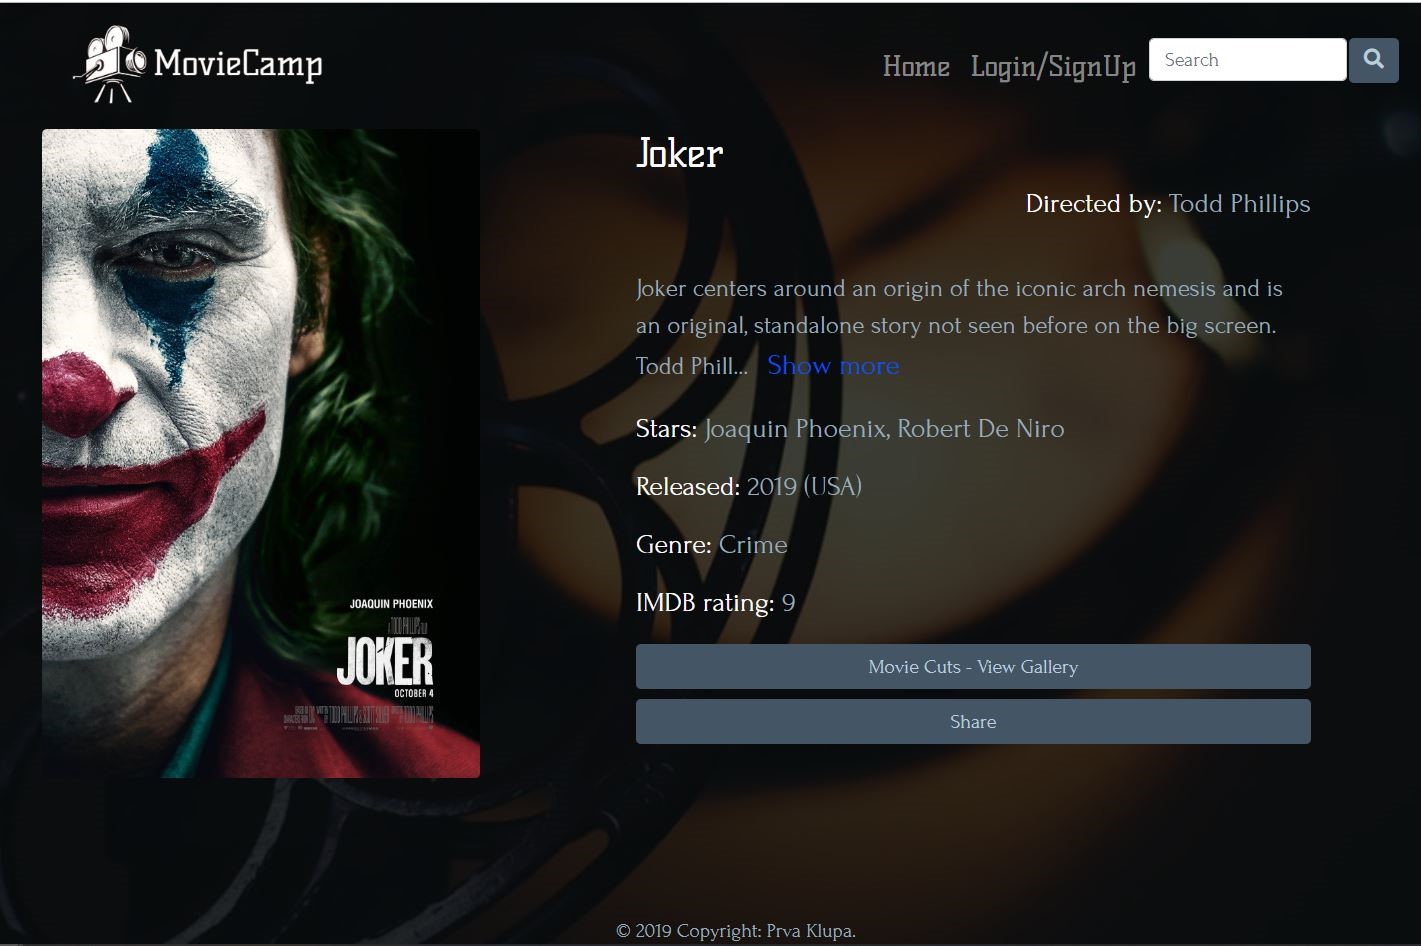 MovieCamp
Home
Login/SignUp
Search
Joker
Directed by: Todd Phillips
Joker centers around an origin of the iconic arch nemesis and is
an original, standalone story not seen before on the big screen.
Todd Phill... Show more
Stars: Joaquin Phoenix, Robert De Niro
Released: 2019 (USA)
Genre: Crime
IMDB rating: 9
Movie Cuts - View Gallery
Share
JOAQUIN PHOENIX
A TODD PHILLIPS FILM
JOKER
OCTOBER 4
© 2019 Copyright: Prva Klupa.